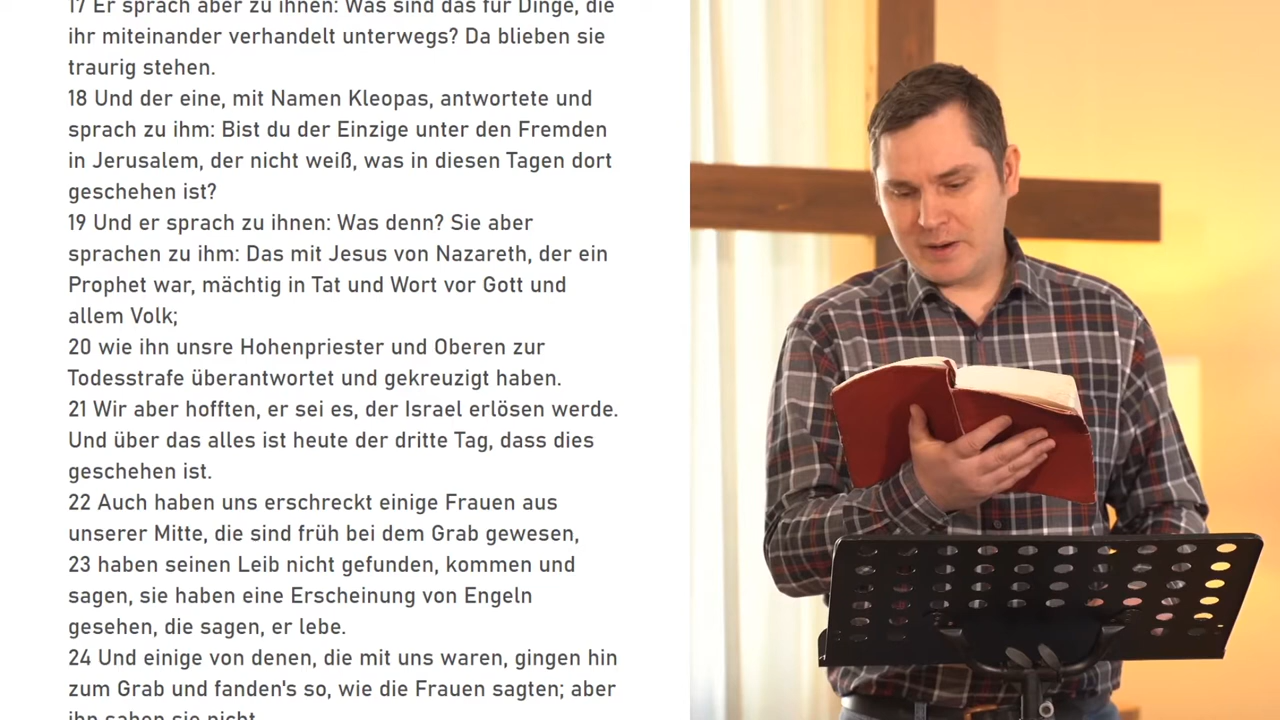 17 Er sprach aber zu ihnen: Was sind das für Dinge, die
ihr miteinander verhandelt unterwegs? Da blieben sie
traurig stehen.
18 Und der eine, mit Namen Kleopas, antwortete und
sprach zu ihm: Bist du der Einzige unter den Fremden
in Jerusalem, der nicht weiß, was in diesen Tagen dort
geschehen ist?
19 Und er sprach zu ihnen: Was denn? Sie aber
sprachen zu ihm: Das mit Jesus von Nazareth, der ein
Prophet war, mächtig in Tat und Wort vor Gott und
allem Volk;
20 wie ihn unsre Hohenpriester und Oberen zur
Todesstrafe überantwortet und gekreuzigt haben.
21 Wir aber hofften, er sei es, der Israel erlösen werde.
Und über das alles ist heute der dritte Tag, dass dies
geschehen ist.
22 Auch haben uns erschreckt einige Frauen aus
unserer Mitte, die sind früh bei dem Grab gewesen,
23 haben seinen Leib nicht gefunden, kommen und
sagen, sie haben eine Erscheinung von Engeln
gesehen, die sagen, er lebe.
24 Und einige von denen, die mit uns waren, gingen hin
zum Grab und fanden's so, wie die Frauen sagten; aber
ihn sahen sie nicht.